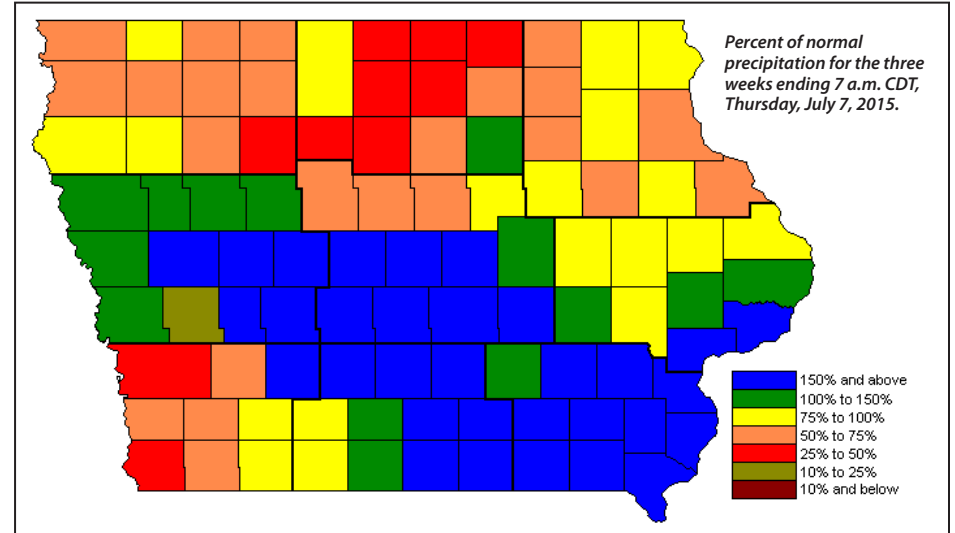 Percent of normal
precipitation for the three
weeks ending 7 a.m. CDT,
Thursday, July 7, 2015.
150% and above
100% to 150%
75% to 100%
50% to 75%
25% to 50%
10% to 25%
10% and below